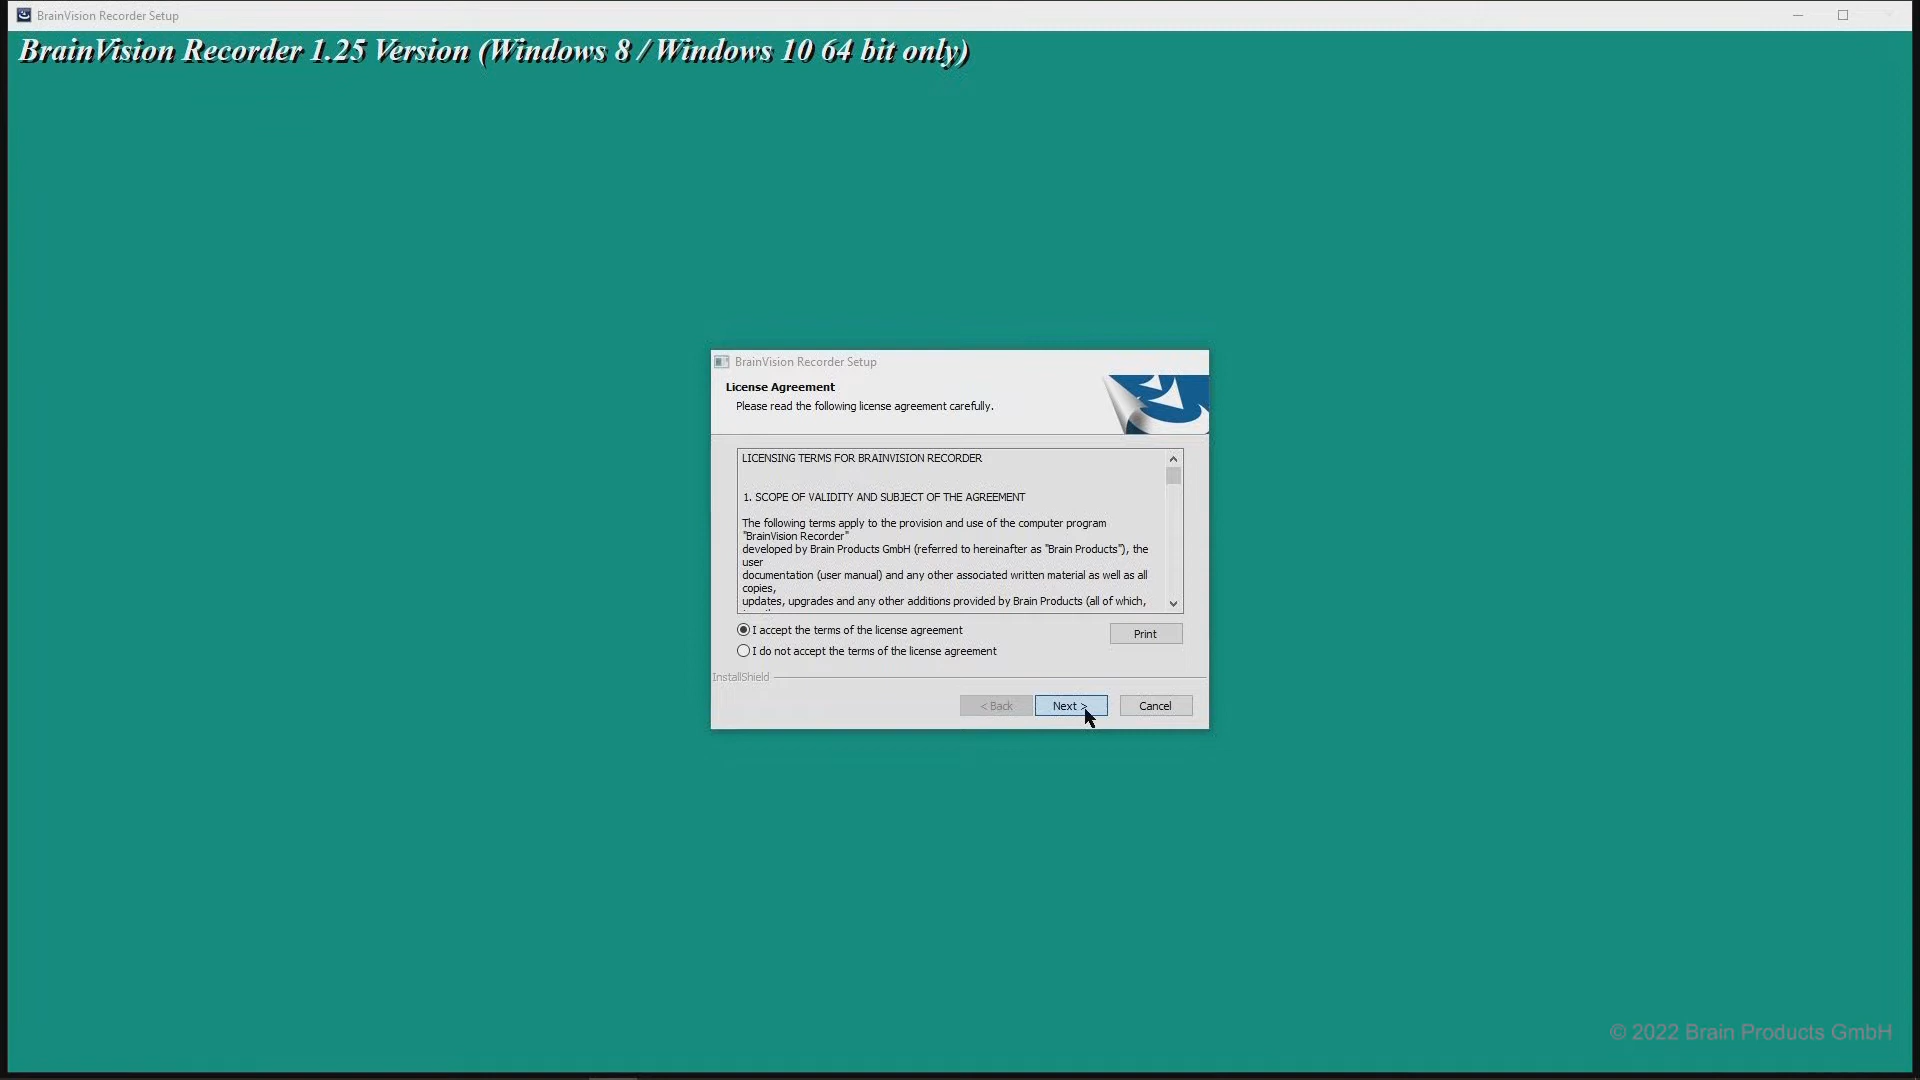 BrainVision Recorder Setup
BrainVision Recorder 1.25 Version (Windows 8 / Windows 10 64 bit only)
BrainVision Recorder Setup
License Agreement
Please read the following license agreement carefully.
LICENSING TERMS FOR BRAINVISION RECORDER
1. SCOPE OF VALIDITY AND SUBJECT OF THE AGREEMENT
The following terms apply to the provision and use of the computer program
"BrainVision Recorder"
developed by Brain Products GmbH (referred to hereinafter as "Brain Products"), the
user
documentation (user manual) and any other associated written material as well as all
copies,
updates, upgrades and any other additions provided by Brain Products (all of which,
I accept the terms of the license agreement
Print
I do not accept the terms of the license agreement
InstallShield
< Back
Next >
Cancel
© 2022 Brain Products GmbH